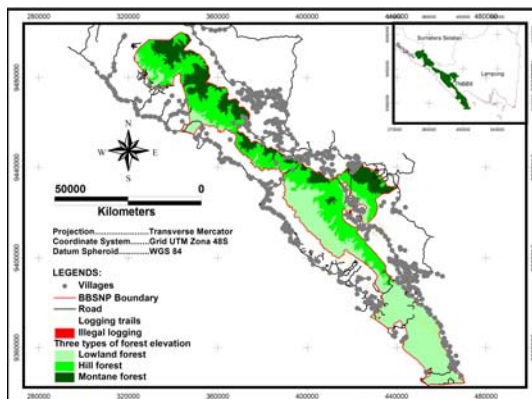 280000 320000 360000 400000 440000 480000
9480000
9440000
9400000
9360000
Sumatera Selatan
Lampung
N
W E
S
50000 0
Kilometers
Projection....................Transverse Mercator
Coordinate System......Grid UTM Zona 48S
Datum Spheroid............WGS 84
LEGENDS:
Villages
BBSNP Boundary
Road
Logging trails
Illegal logging
Three types of forest elevation
Lowland forest
Hill forest
Montane forest
280000 320000 360000 400000 440000 480000